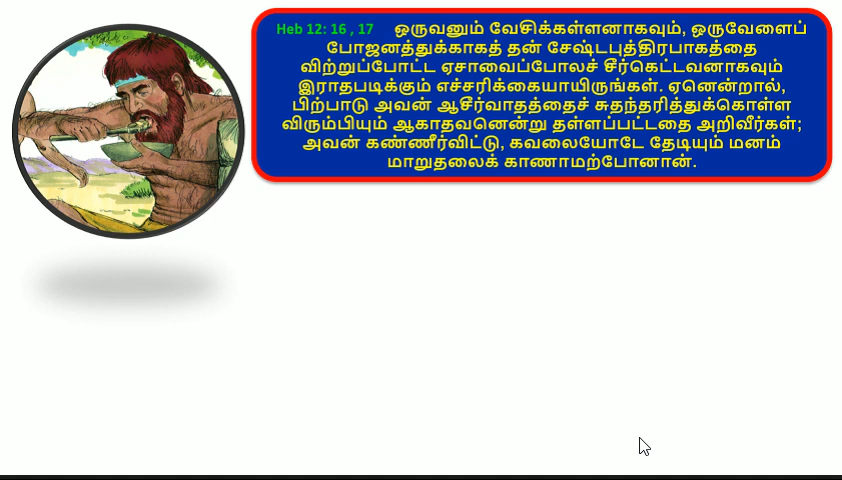 Heb 12: 16 , 17 ஒருவனும் வேசிக்கள்ளனாகவும், ஒருவேளைப்
போஜனத்துக்காகத் தன் சேஷ்டபுத்திரபாகத்தை
விற்றுப்போட்ட ஏசாவைப்போலச் சீர்கெட்டவனாகவும்
இராதபடிக்கும் எச்சரிக்கையாயிருங்கள். ஏனென்றால்,
பிற்பாடு அவன் ஆசீர்வாதத்தைச் சுதந்தரித்துக்கொள்ள
விரும்பியும் ஆகாதவனென்று தள்ளப்பட்டதை அறிவீர்கள்;
அவன் கண்ணீர்விட்டு, கவலையோடே தேடியும் மனம்
மாறுதலைக் காணாமற்போனான்.